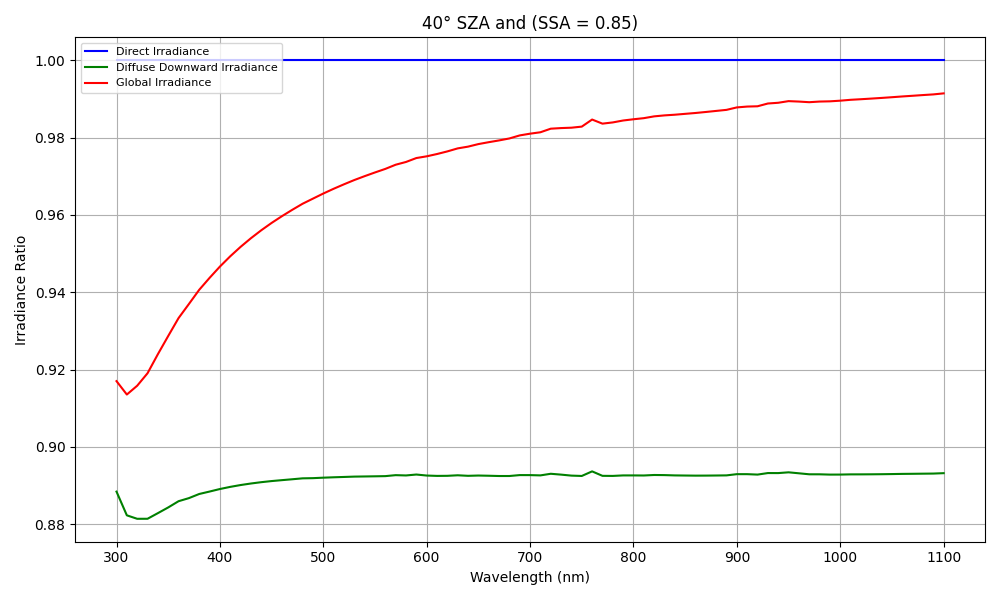 40° SZA and (SSA = 0.85)
Direct Irradiance
Diffuse Downward Irradiance
Global Irradiance
1.00
0.98
0.96
0.94
0.92
0.90
0.88
Irradiance Ratio
300 400 500 600 700 800 900 1000 1100
Wavelength (nm)